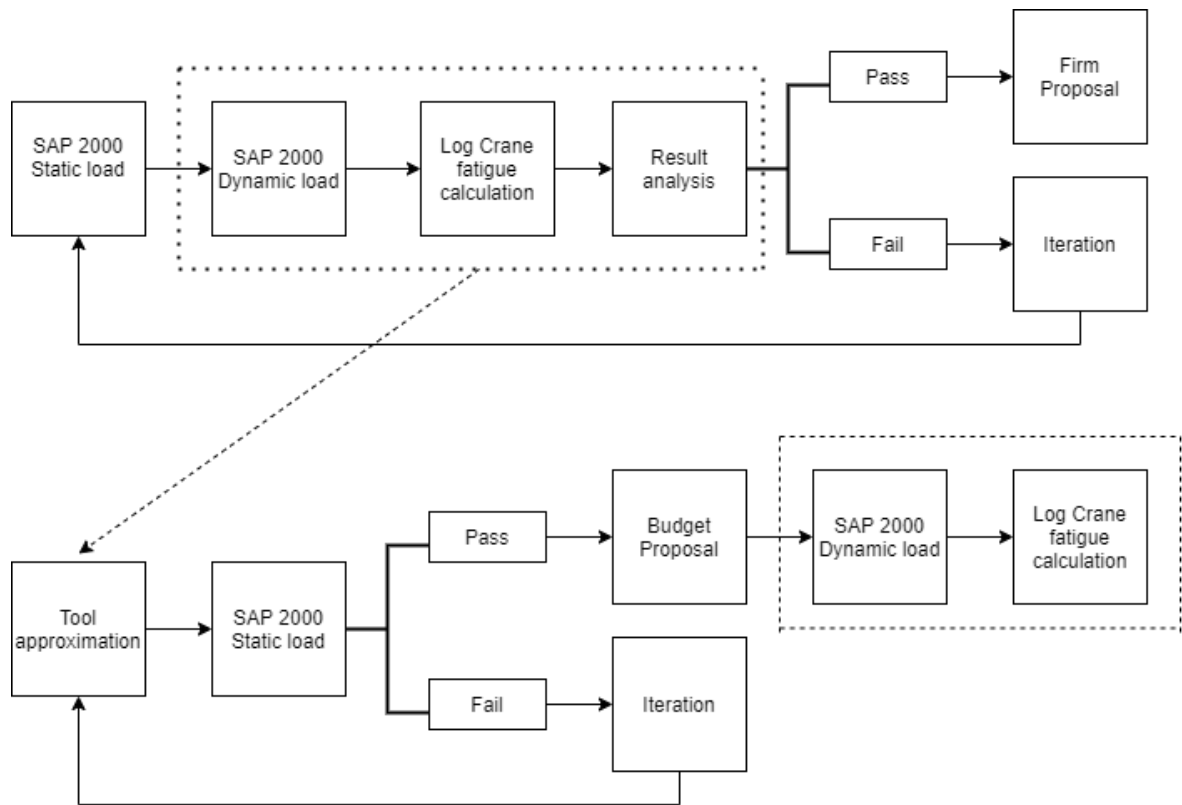 Pass
Firm
Proposal
SAP 2000
Static load
SAP 2000
Dynamic load
Log Crane
fatigue
calculation
Result
analysis
Fail
Iteration
Tool
approximation
SAP 2000
Static load
Pass
Budget
Proposal
SAP 2000
Dynamic load
Log Crane
fatigue
calculation
Fail
Iteration